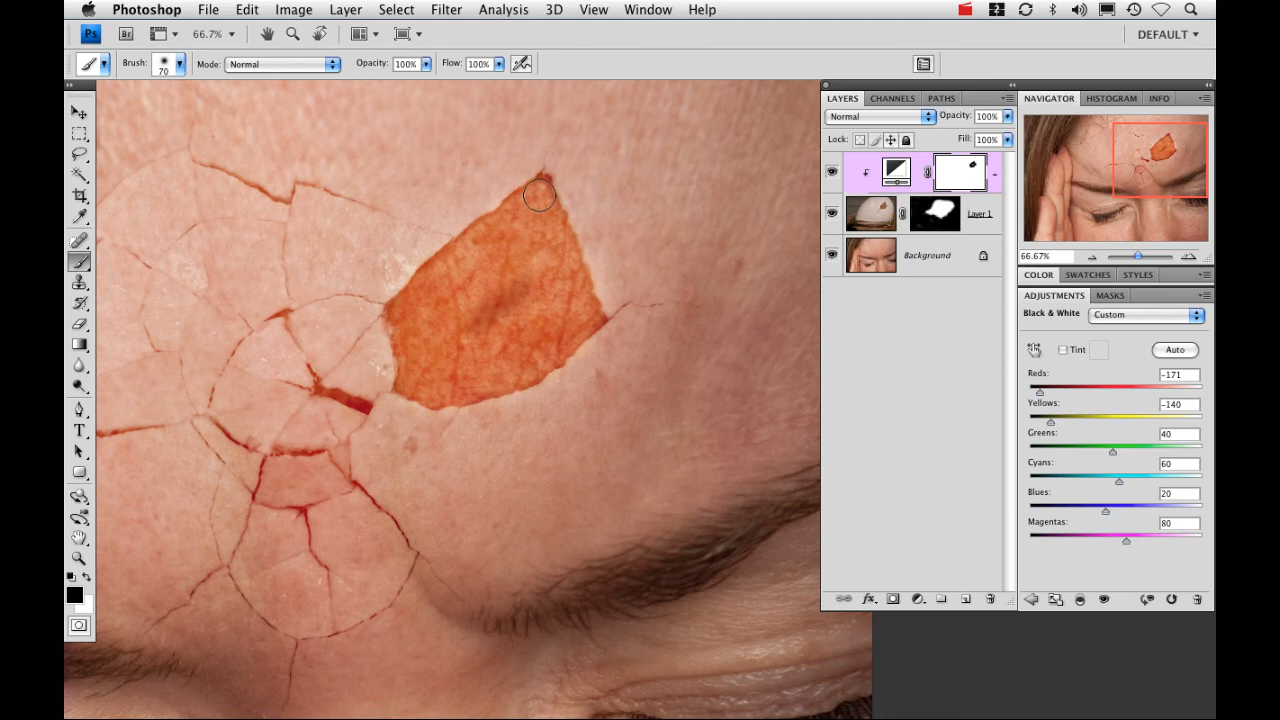 Photoshop File Edit Image Layer Select Filter Analysis 3D View Window Help
Ps Br 66.7% DEFAULT
Brush: 70 Mode: Normal Opacity: 100% Flow: 100%
LAYERS CHANNELS PATHS
Normal Opacity: 100%
Lock: Fill: 100%
Layer 1
Background
fx
NAVIGATOR HISTOGRAM INFO
66.67%
COLOR SWATCHES STYLES
ADJUSTMENTS MASKS
Black & White Custom
Tint Auto
Reds: -171
Yellows: -140
Greens: 40
Cyans: 60
Blues: 20
Magentas: 80
T